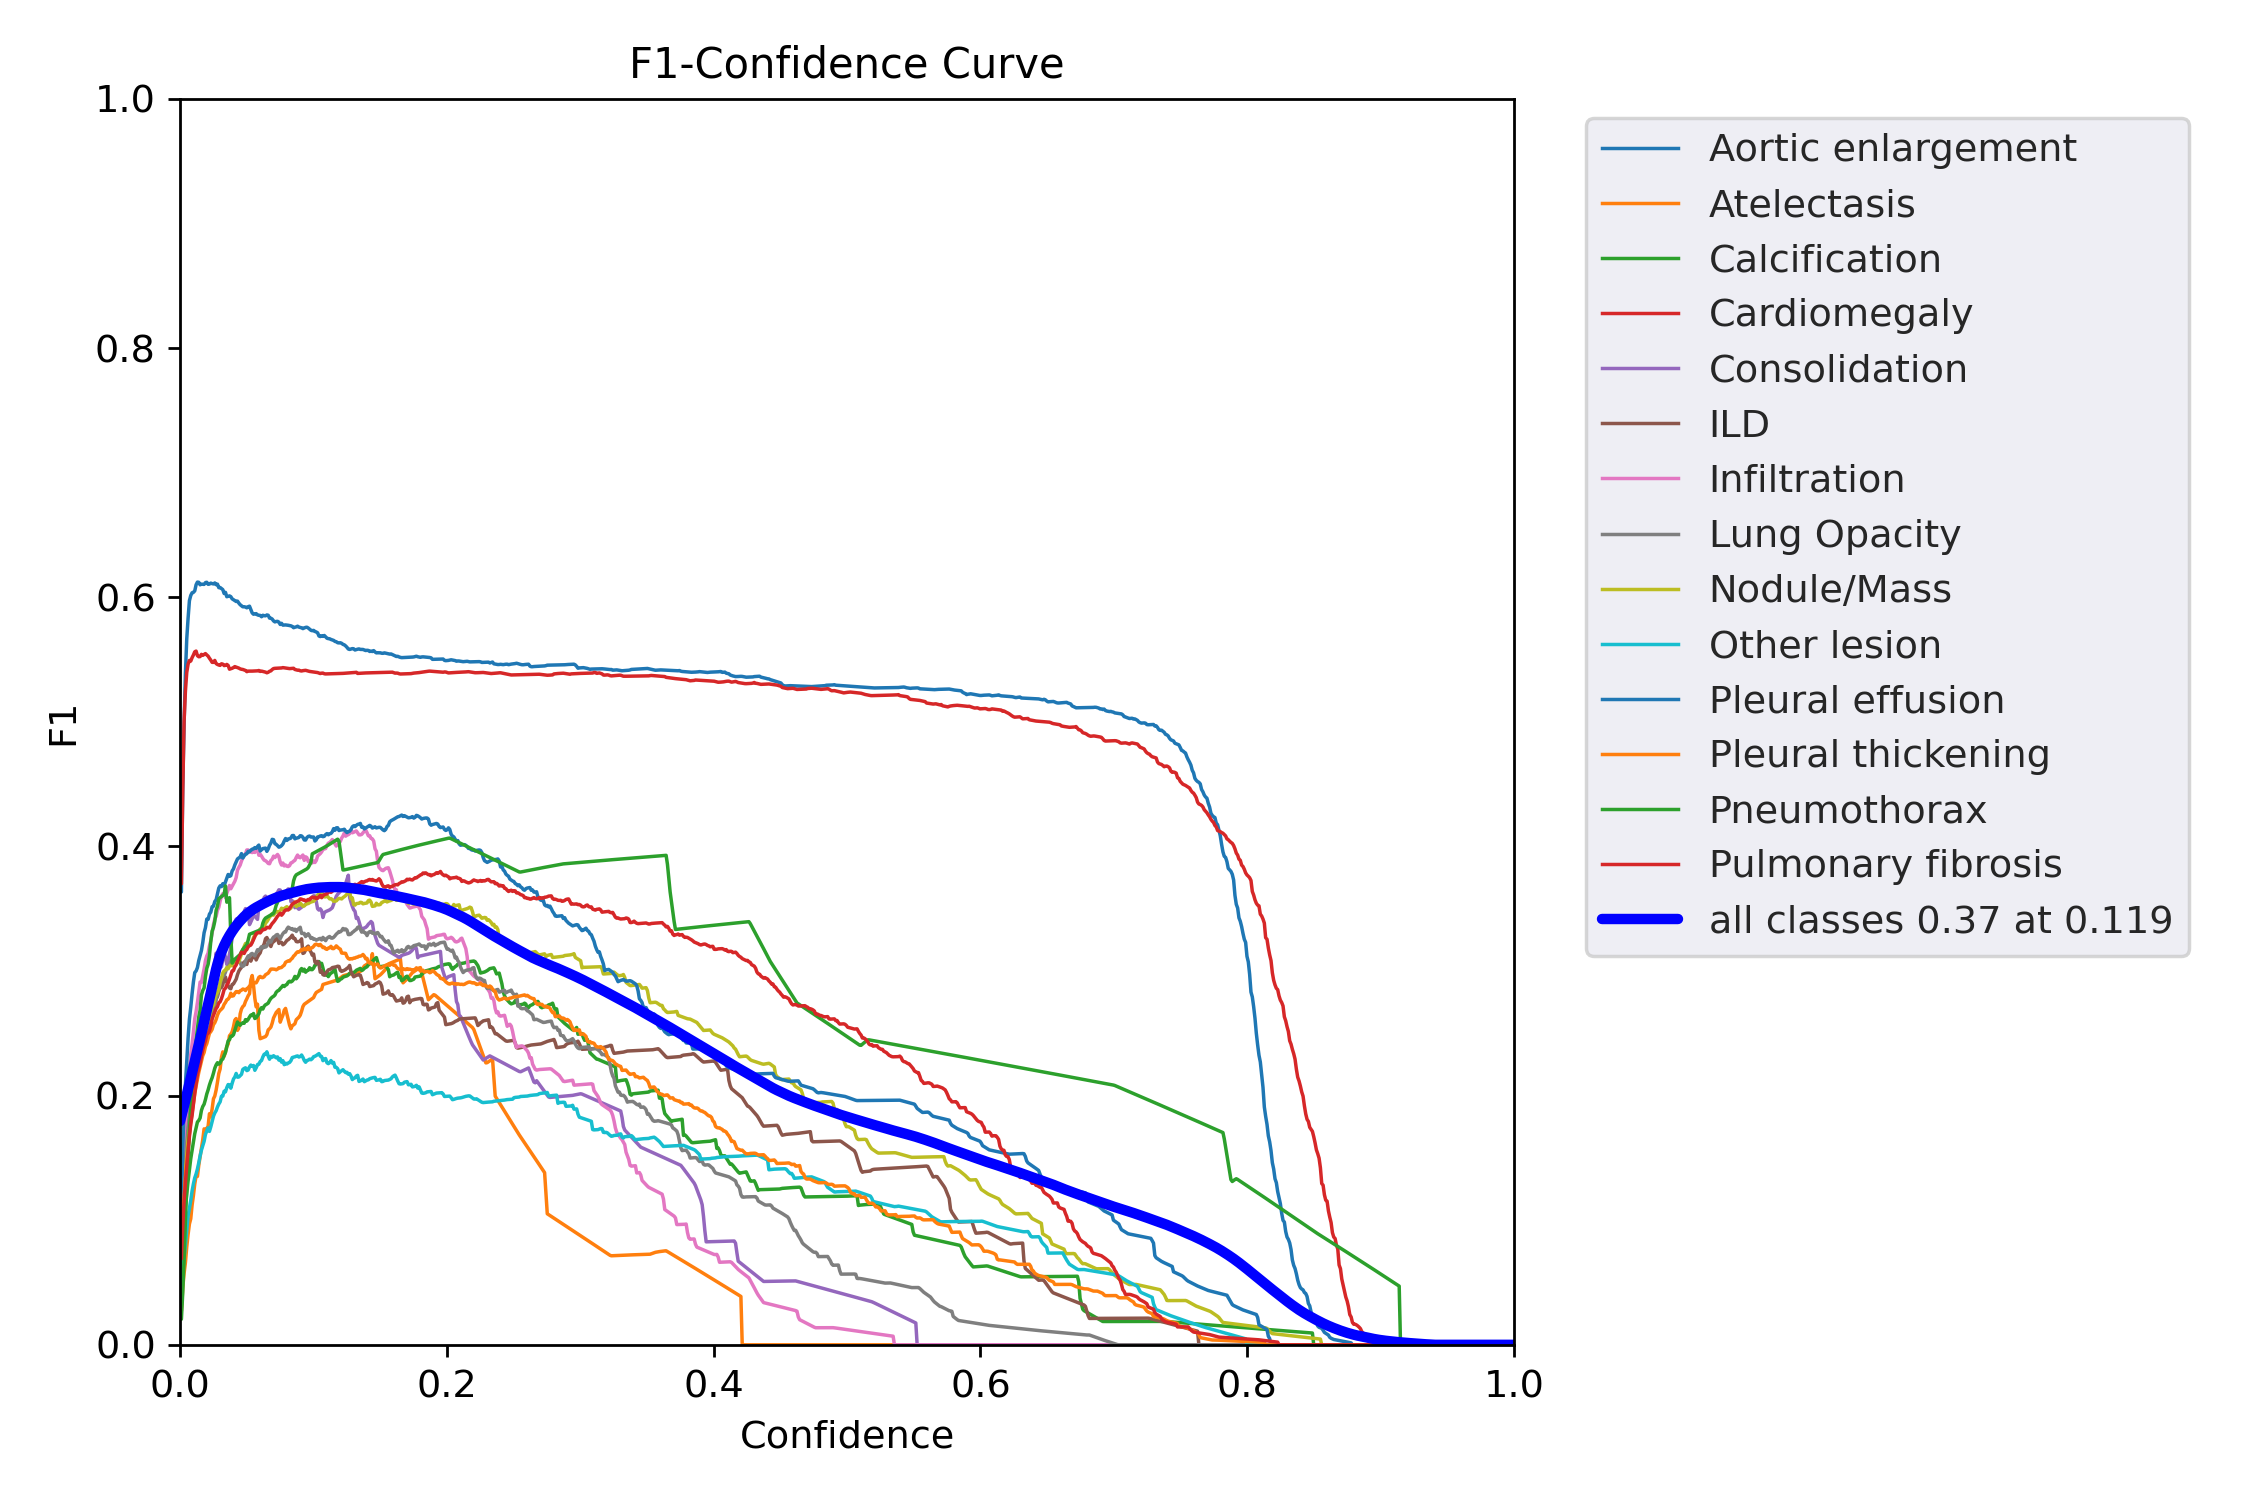 F1-Confidence Curve
1.0
0.8
0.6
0.4
0.2
0.0
F1
0.0 0.2 0.4 0.6 0.8 1.0
Confidence
Aortic enlargement
Atelectasis
Calcification
Cardiomegaly
Consolidation
ILD
Infiltration
Lung Opacity
Nodule/Mass
Other lesion
Pleural effusion
Pleural thickening
Pneumothorax
Pulmonary fibrosis
all classes 0.37 at 0.119